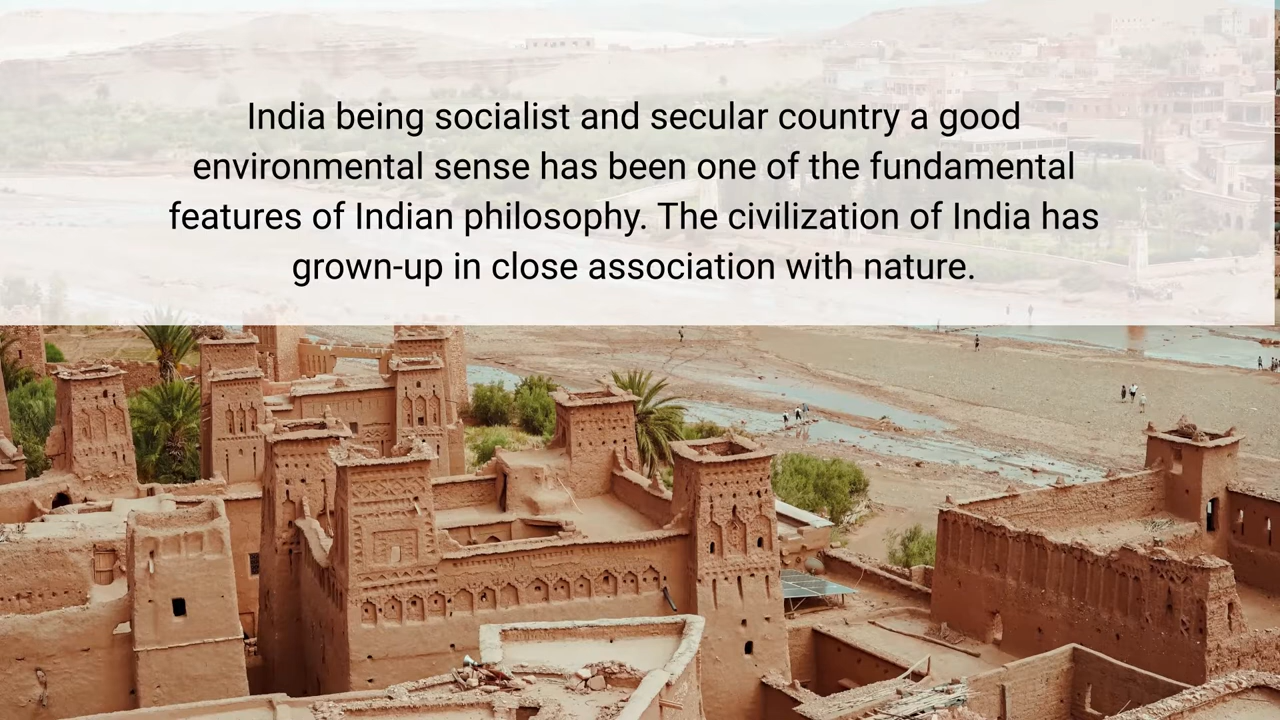 India being socialist and secular country a good
environmental sense has been one of the fundamental
features of Indian philosophy. The civilization of India has
grown-up in close association with nature.